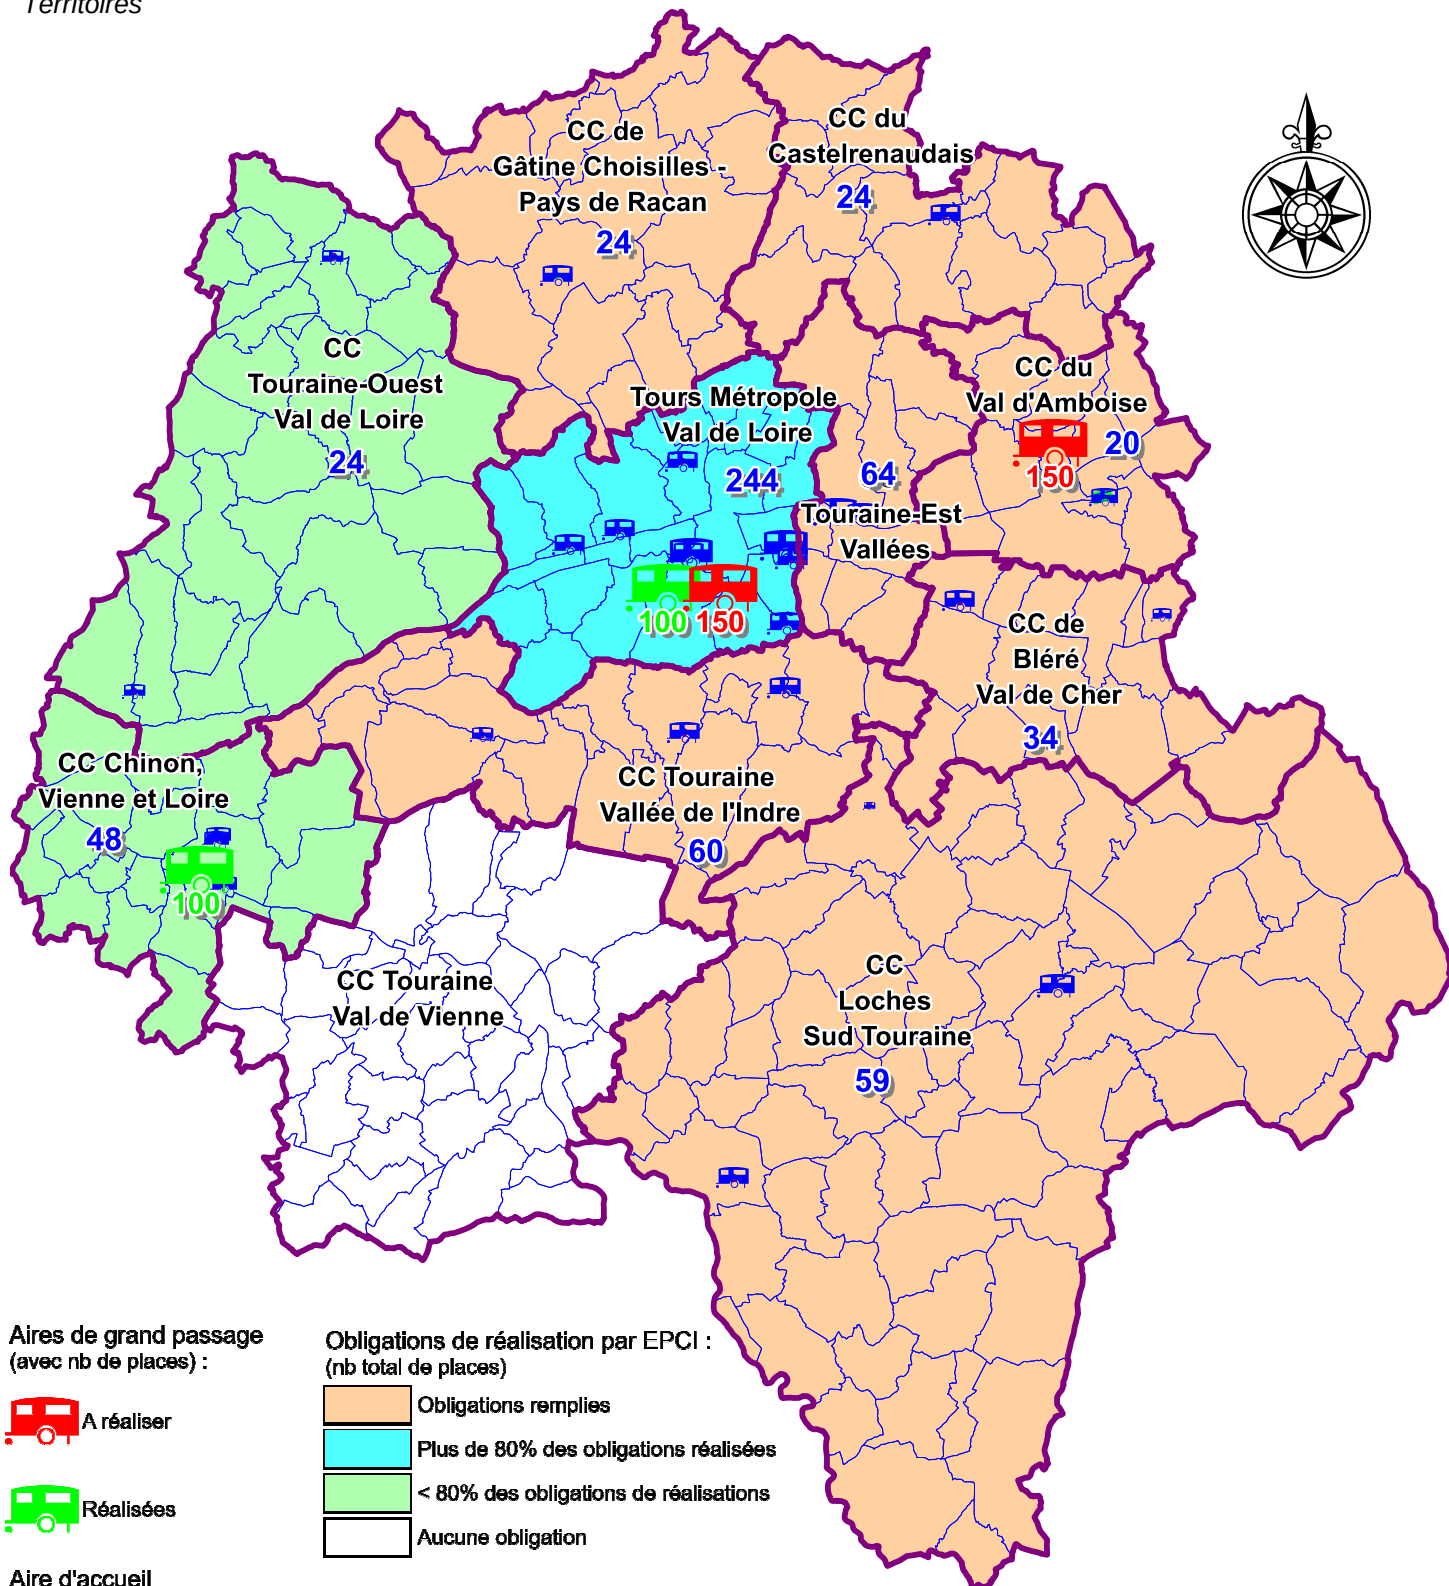 Territoires
CC de
Gâtine Choisilles -
Pays de Racan
24
CC du
Castelrenaudais
24
CC
Touraine-Ouest
Val de Loire
24
Tours Métropole
Val de Loire
244
64
Touraine-Est
Vallées
CC du
Val d'Amboise
20
150
100
150
CC de
Bléré
Val de Cher
34
CC Chinon,
Vienne et Loire
48
100
CC Touraine
Vallée de l'Indre
60
CC Touraine
Val de Vienne
CC
Loches
Sud Touraine
59
Aires de grand passage
(avec nb de places) :
A réaliser
Réalisées
Aire d'accueil
Obligations de réalisation par EPCI :
(nb total de places)
Obligations remplies
Plus de 80% des obligations réalisées
< 80% des obligations de réalisations
Aucune obligation